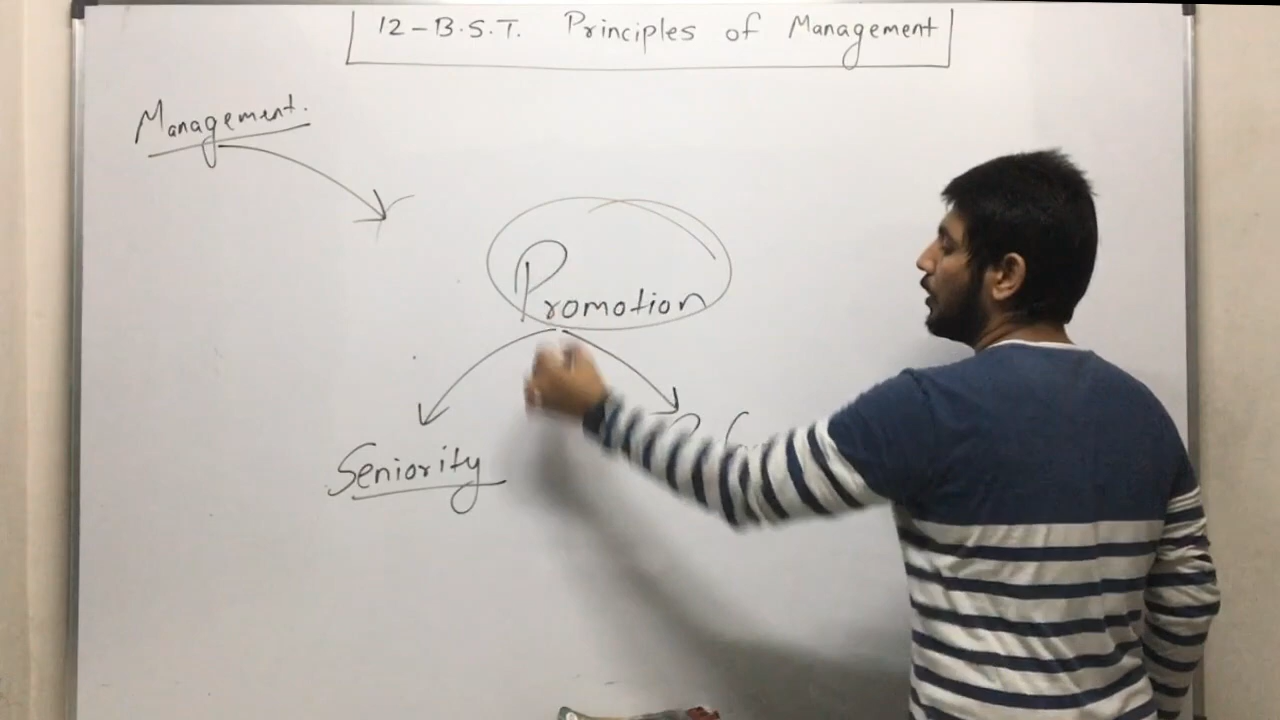 12-B.S.T. Principles of Management
Management.
Promotion
Seniority